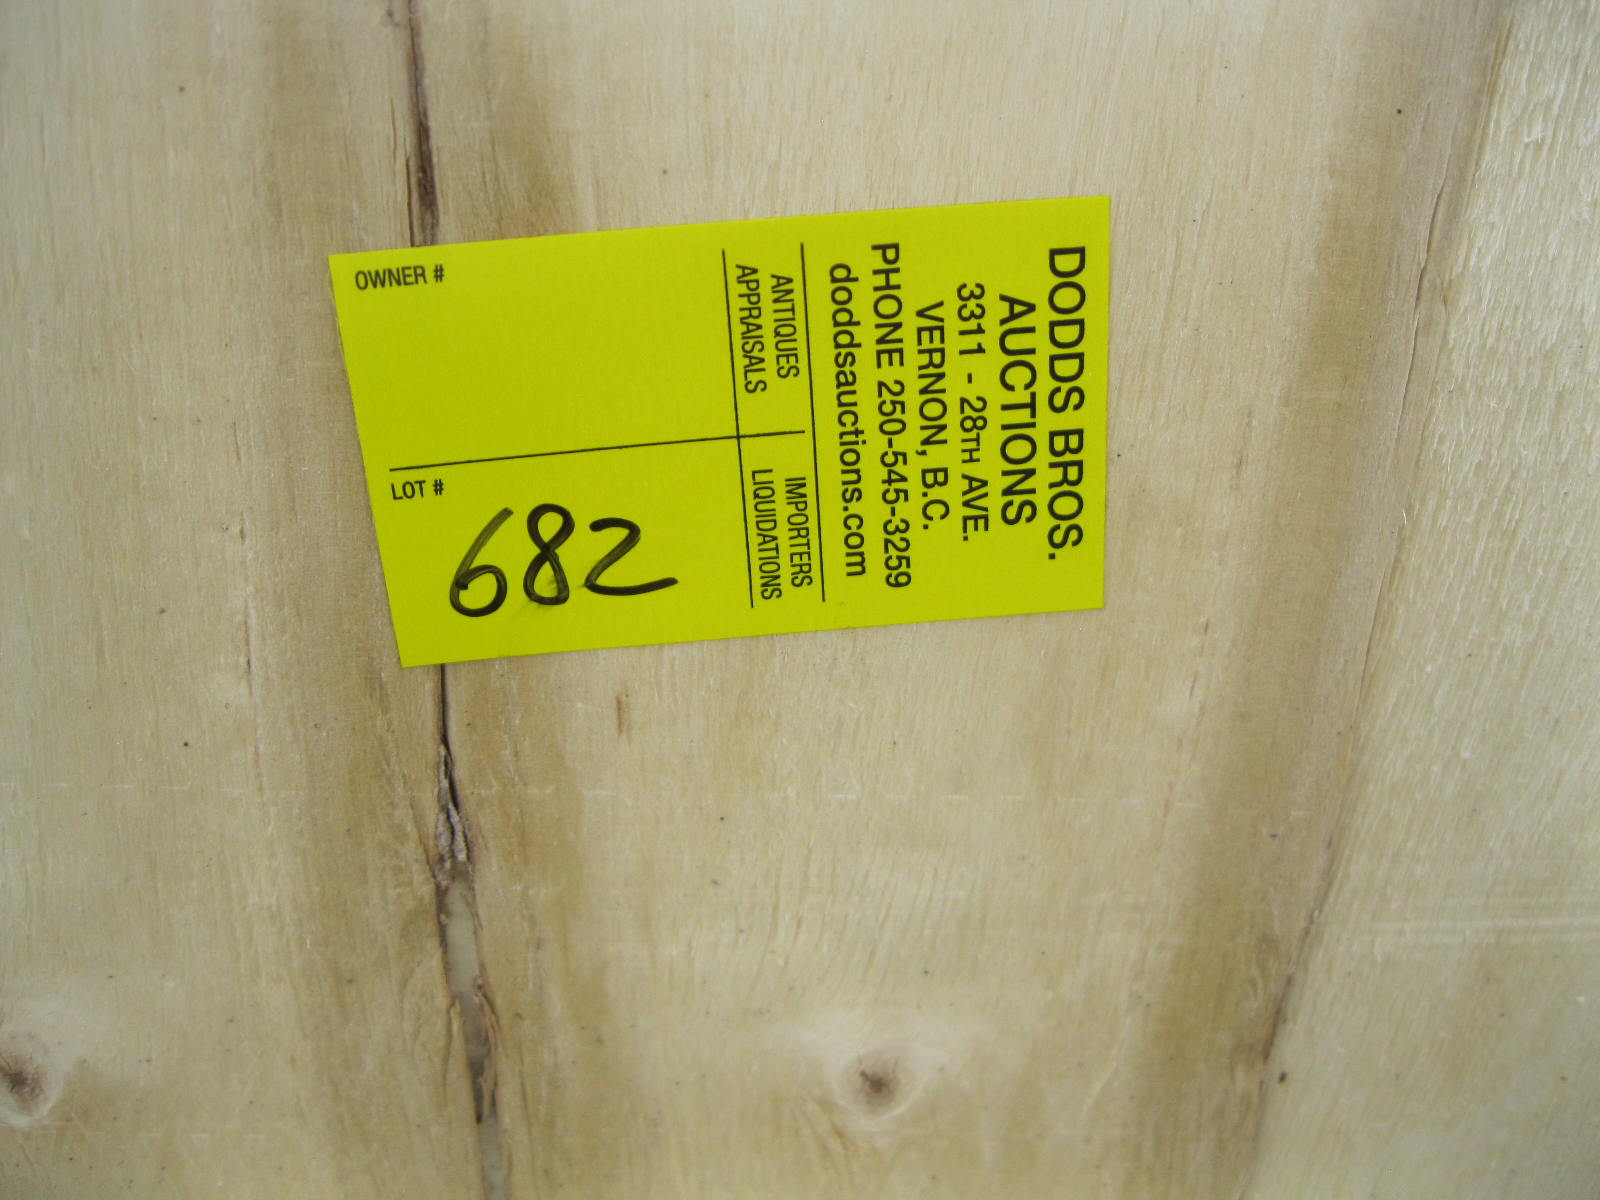 DODDS BROS.
AUCTIONS
3311 - 28TH AVE.
VERNON, B.C.
PHONE 250-545-3259
doddsauctions.com
ANTIQUES
APPRAISALS
IMPORTERS
LIQUIDATIONS
OWNER #
LOT #
682